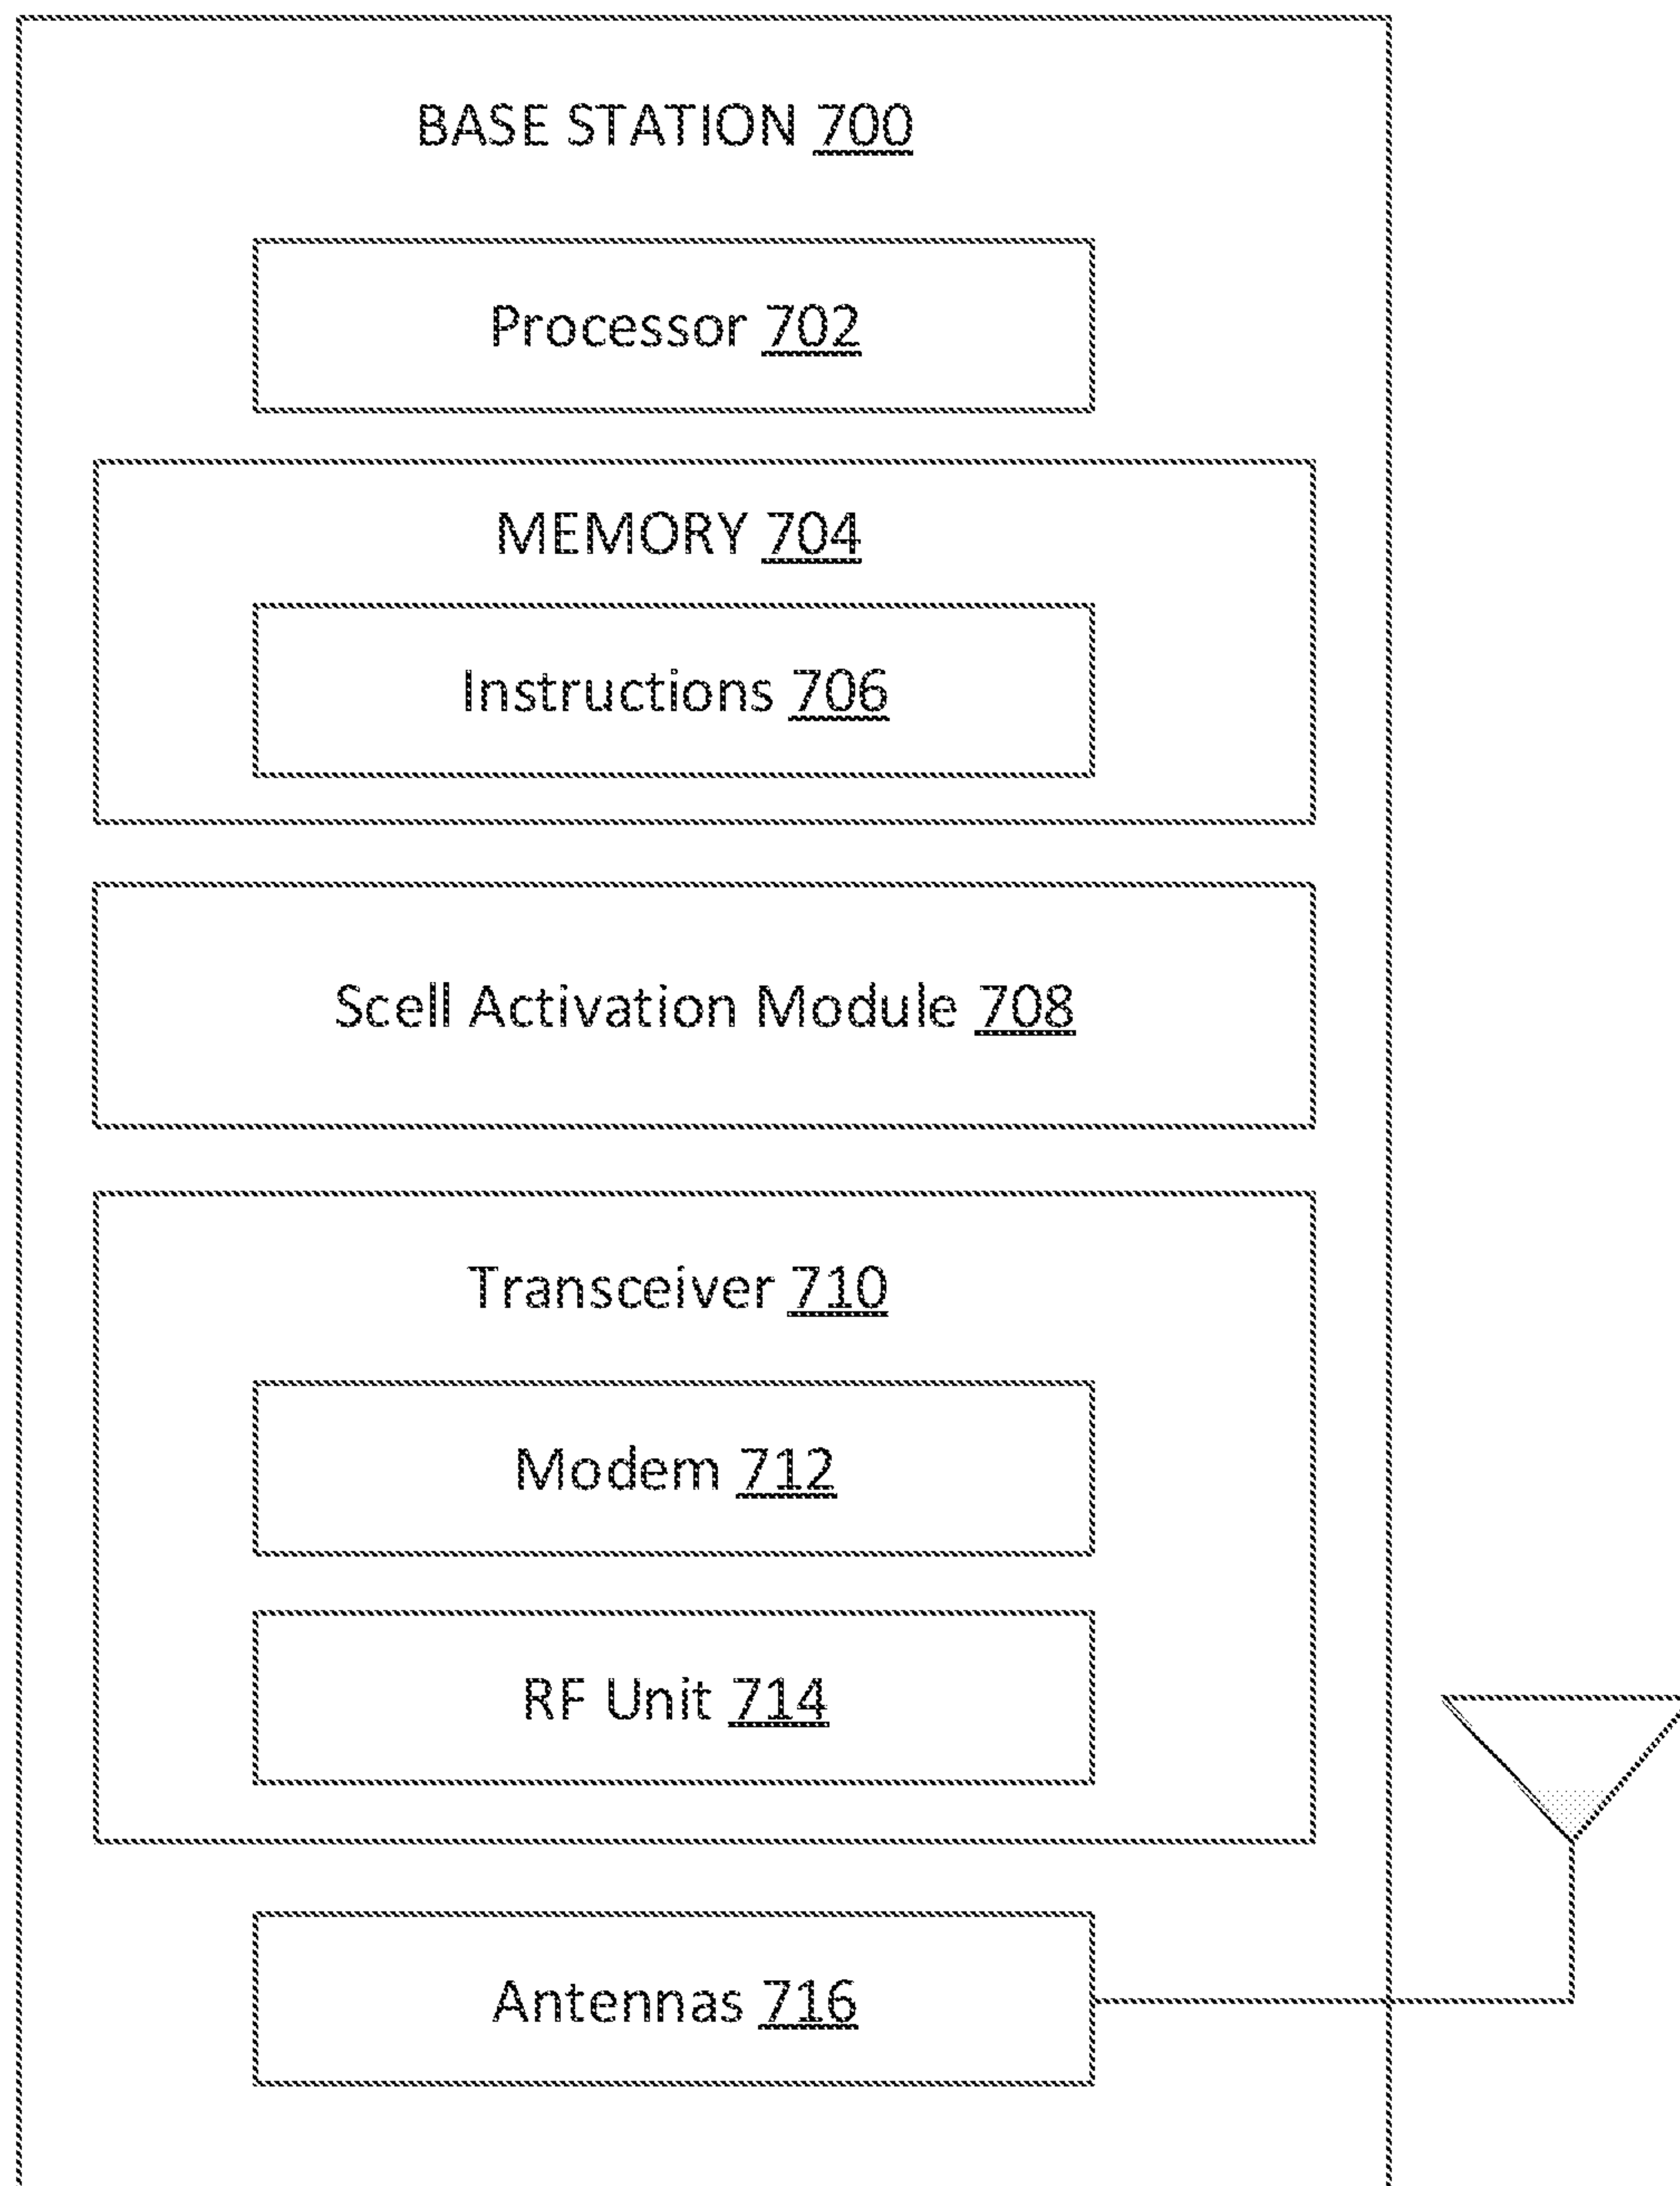 BASE STATION 700
Processor 702
MEMORY 704
Instructions 706
Scell Activation Module 708
Transceiver 710
Modem 712
RF Unit 714
Antennas 716